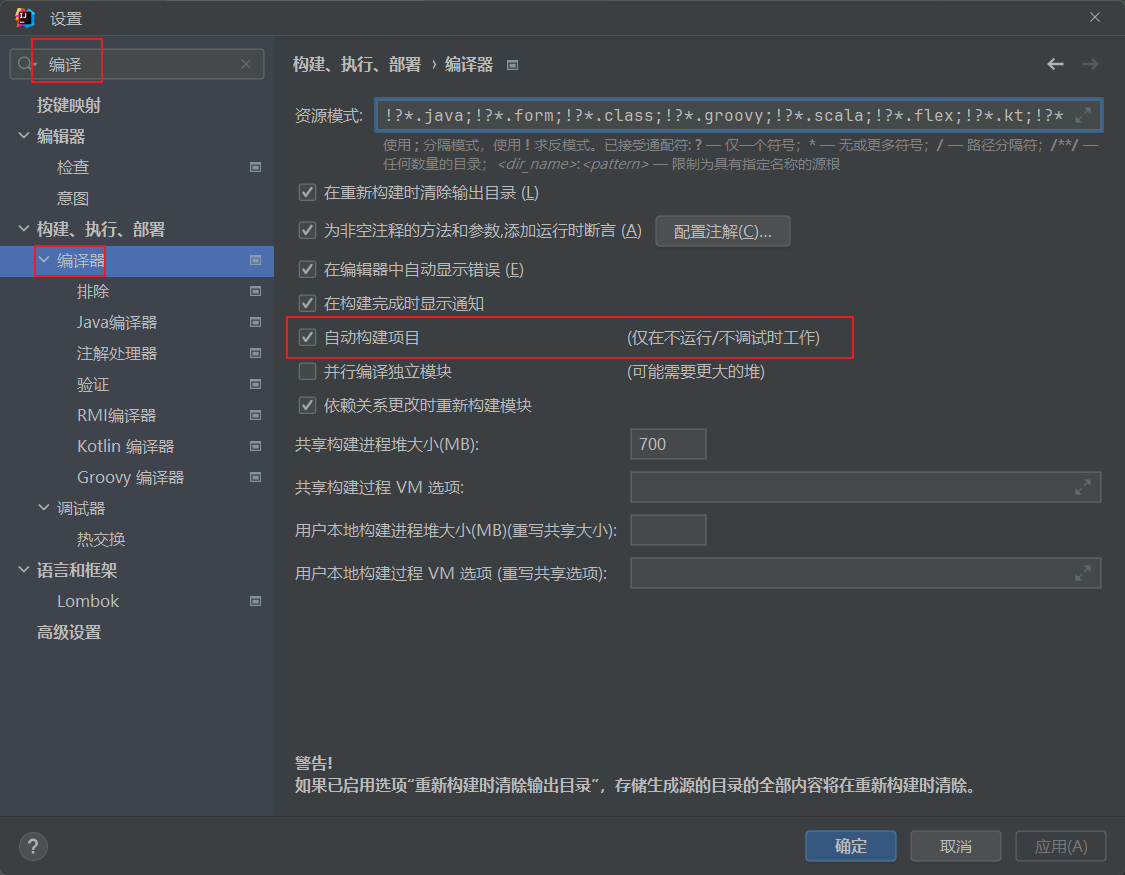 设置
编译
按键映射
编辑器
检查
意图
构建、执行、部署
编译器
排除
Java编译器
注解处理器
验证
RMI编译器
Kotlin 编译器
Groovy 编译器
调试器
热交换
语言和框架
Lombok
高级设置
构建、执行、部署 › 编译器
资源模式: !?*.java;!?*.form;!?*.class;!?*.groovy;!?*.scala;!?*.flex;!?*.kt;!?*
使用 ; 分隔模式，使用 ! 求反模式。已接受通配符: ? — 仅一个符号；* — 无或更多符号；/ — 路径分隔符；/**/ —
任何数量的目录；<dir_name>:<pattern> — 限制为具有指定名称的源根
在重新构建时清除输出目录 (L)
为非空注释的方法和参数,添加运行时断言 (A) 配置注解(C)...
在编辑器中自动显示错误 (E)
在构建完成时显示通知
自动构建项目 (仅在不运行/不调试时工作)
并行编译独立模块 (可能需要更大的堆)
依赖关系更改时重新构建模块
共享构建进程堆大小(MB): 700
共享构建过程 VM 选项:
用户本地构建进程堆大小(MB)(重写共享大小):
用户本地构建过程 VM 选项 (重写共享选项):
警告!
如果已启用选项“重新构建时清除输出目录”，存储生成源的目录的全部内容将在重新构建时清除。
? 确定 取消 应用(A)